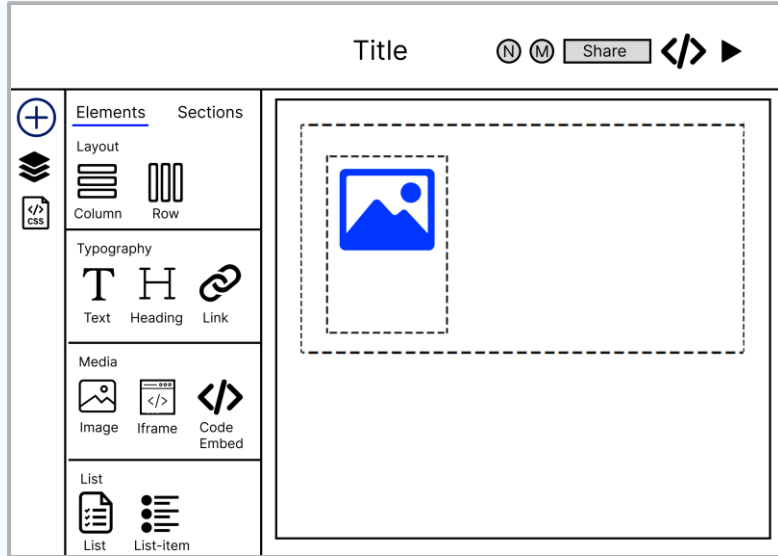 Title
N M Share </>
Elements Sections
</>
CSS
Layout
Column Row
Typography
T H
Text Heading Link
Media
</> </>
Image Iframe Code
Embed
List
List List-item